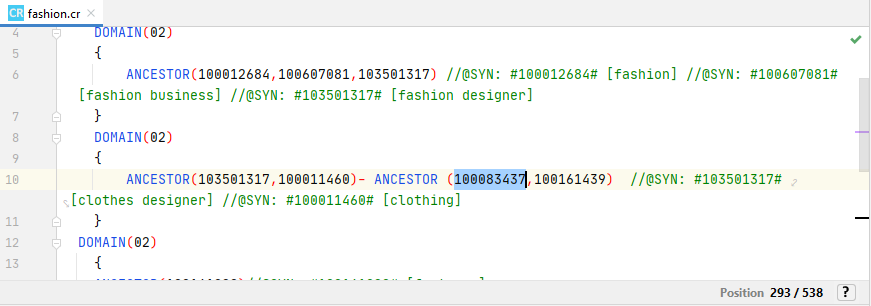 CR fashion.cr
4 DOMAIN(02)
5 {
6 ANCESTOR(100012684,100607081,103501317) //@SYN: #100012684# [fashion] //@SYN: #100607081#
[fashion business] //@SYN: #103501317# [fashion designer]
7 }
8 DOMAIN(02)
9 {
10 ANCESTOR(103501317,100011460)- ANCESTOR (100083437,100161439) //@SYN: #103501317#
[clothes designer] //@SYN: #100011460# [clothing]
11 }
12 DOMAIN(02)
13 {
Position 293 / 538 ?